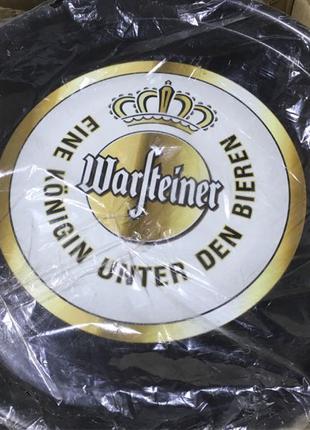 Warsteiner
EINE KÖNIGIN UNTER DEN BIEREN